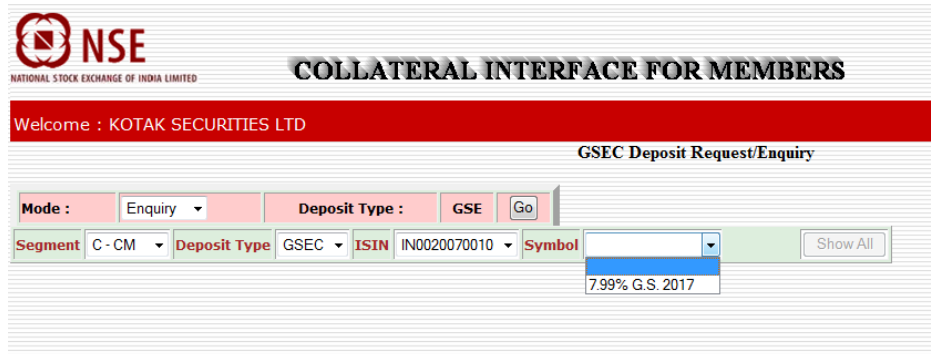 NSE
NATIONAL STOCK EXCHANGE OF INDIA LIMITED
COLLATERAL INTERFACE FOR MEMBERS
Welcome : KOTAK SECURITIES LTD
GSEC Deposit Request/Enquiry
Mode : Enquiry Deposit Type : GSE Go
Segment C - CM Deposit Type GSEC ISIN IN0020070010 Symbol Show All
7.99% G.S. 2017